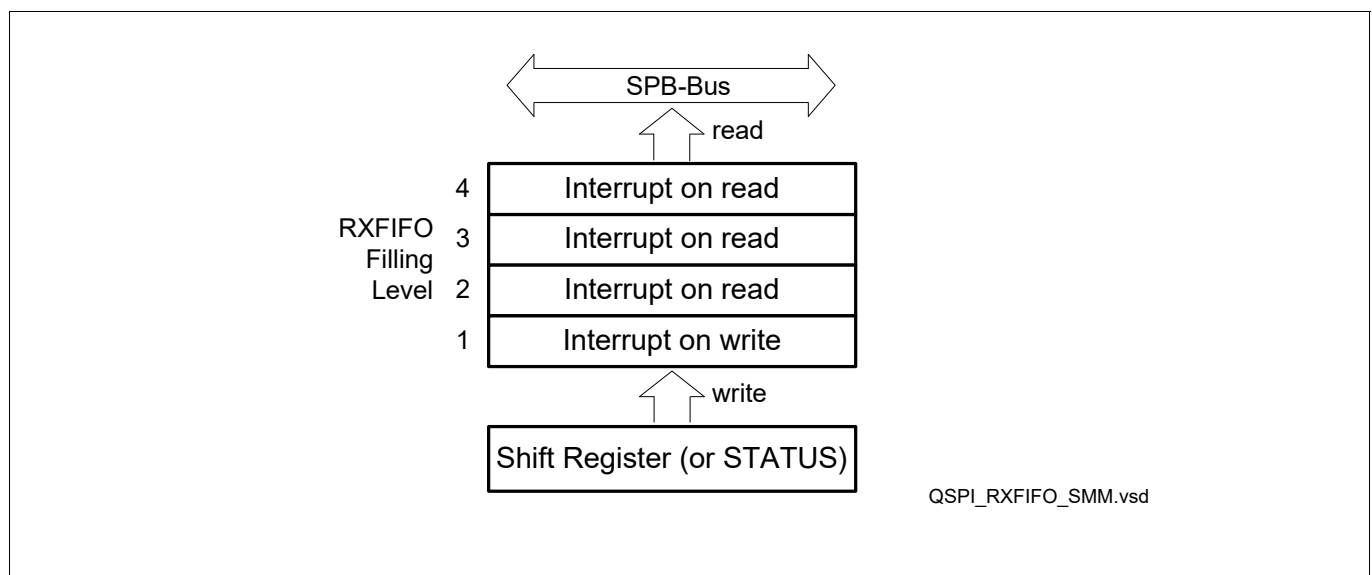 SPB-Bus
read
4 Interrupt on read
RXFIFO
3 Interrupt on read
Filling
Level 2 Interrupt on read
1 Interrupt on write
write
Shift Register (or STATUS)
QSPI_RXFIFO_SMM.vsd